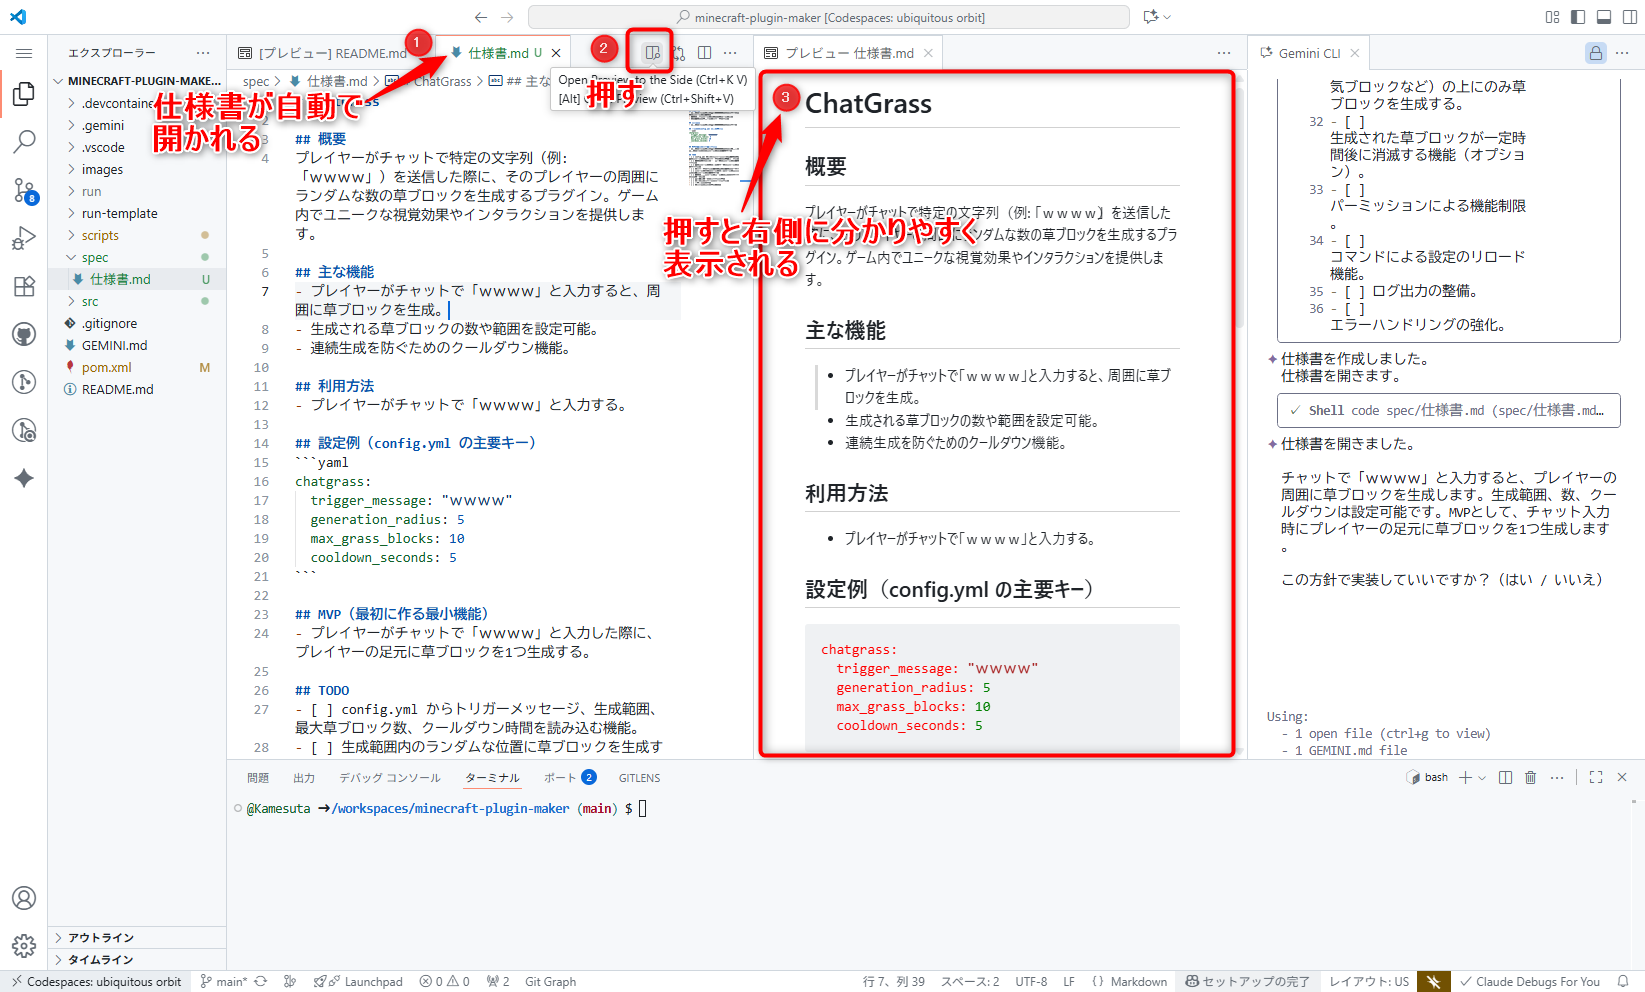 minecraft-plugin-maker [Codespaces: ubiquitous orbit]
エクスプローラー
MINECRAFT-PLUGIN-MAKE...
.devcontaine
.gemini
.vscode
images
run
run-template
scripts
spec
仕様書.md U
src
.gitignore
GEMINI.md
pom.xml M
README.md
アウトライン
タイムライン
[プレビュー] README.md
仕様書.md U
spec > 仕様書.md > ChatGrass > ## 主な
Open Preview to the Side (Ctrl+K V)
[Alt] Open Preview (Ctrl+Shift+V)
1
2
3
仕様書が自動で
開かれる
押す
押すと右側に分かりやすく
表示される
2
3 ## 概要
4 プレイヤーがチャットで特定の文字列（例:
「ｗｗｗｗ」）を送信した際に、そのプレイヤーの周囲に
ランダムな数の草ブロックを生成するプラグイン。ゲーム
内でユニークな視覚効果やインタラクションを提供しま
す。
5
6 ## 主な機能
7 - プレイヤーがチャットで「ｗｗｗｗ」と入力すると、周
囲に草ブロックを生成。
8 - 生成される草ブロックの数や範囲を設定可能。
9 - 連続生成を防ぐためのクールダウン機能。
10
11 ## 利用方法
12 - プレイヤーがチャットで「ｗｗｗｗ」と入力する。
13
14 ## 設定例（config.yml の主要キー）
15 ```yaml
16 chatgrass:
17 trigger_message: "ｗｗｗｗ"
18 generation_radius: 5
19 max_grass_blocks: 10
20 cooldown_seconds: 5
21 ```
22
23 ## MVP（最初に作る最小機能）
24 - プレイヤーがチャットで「ｗｗｗｗ」と入力した際に、
プレイヤーの足元に草ブロックを1つ生成する。
25
26 ## TODO
27 - [ ] config.yml からトリガーメッセージ、生成範囲、
最大草ブロック数、クールダウン時間を読み込む機能。
28 - [ ] 生成範囲内のランダムな位置に草ブロックを生成す
プレビュー 仕様書.md
ChatGrass
概要
プレイヤーがチャットで特定の文字列（例:「ｗｗｗｗ」）を送信した
ランダムな数の草ブロックを生成するプラ
グイン。ゲーム内でユニークな視覚効果やインタラクションを提供しま
す。
主な機能
• プレイヤーがチャットで「ｗｗｗｗ」と入力すると、周囲に草ブ
ロックを生成。
• 生成される草ブロックの数や範囲を設定可能。
• 連続生成を防ぐためのクールダウン機能。
利用方法
• プレイヤーがチャットで「ｗｗｗｗ」と入力する。
設定例（config.yml の主要キー）
chatgrass:
trigger_message: "ｗｗｗｗ"
generation_radius: 5
max_grass_blocks: 10
cooldown_seconds: 5
Gemini CLI
気ブロックなど）の上にのみ草
ブロックを生成する。
32 - [ ]
生成された草ブロックが一定時
間後に消滅する機能（オプショ
ン）。
33 - [ ]
パーミッションによる機能制限
。
34 - [ ]
コマンドによる設定のリロード
機能。
35 - [ ] ログ出力の整備。
36 - [ ]
エラーハンドリングの強化。
✦ 仕様書を作成しました。
仕様書を開きます。
✓ Shell code spec/仕様書.md (spec/仕様書.md…
✦ 仕様書を開きました。
チャットで「ｗｗｗｗ」と入力すると、プレイヤーの
周囲に草ブロックを生成します。生成範囲、数、クー
ルダウンは設定可能です。MVPとして、チャット入力
時にプレイヤーの足元に草ブロックを1つ生成します
。
この方針で実装していいですか？（はい / いいえ）
Using:
- 1 open file (ctrl+g to view)
- 1 GEMINI.md file
問題 出力 デバッグ コンソール ターミナル ポート 2 GITLENS
bash
@Kamesuta ➜/workspaces/minecraft-plugin-maker (main) $
8
Codespaces: ubiquitous orbit main* Launchpad 0 0 2 Git Graph
行 7、列 39 スペース: 2 UTF-8 LF {} Markdown セットアップの完了 レイアウト: US Claude Debugs For You